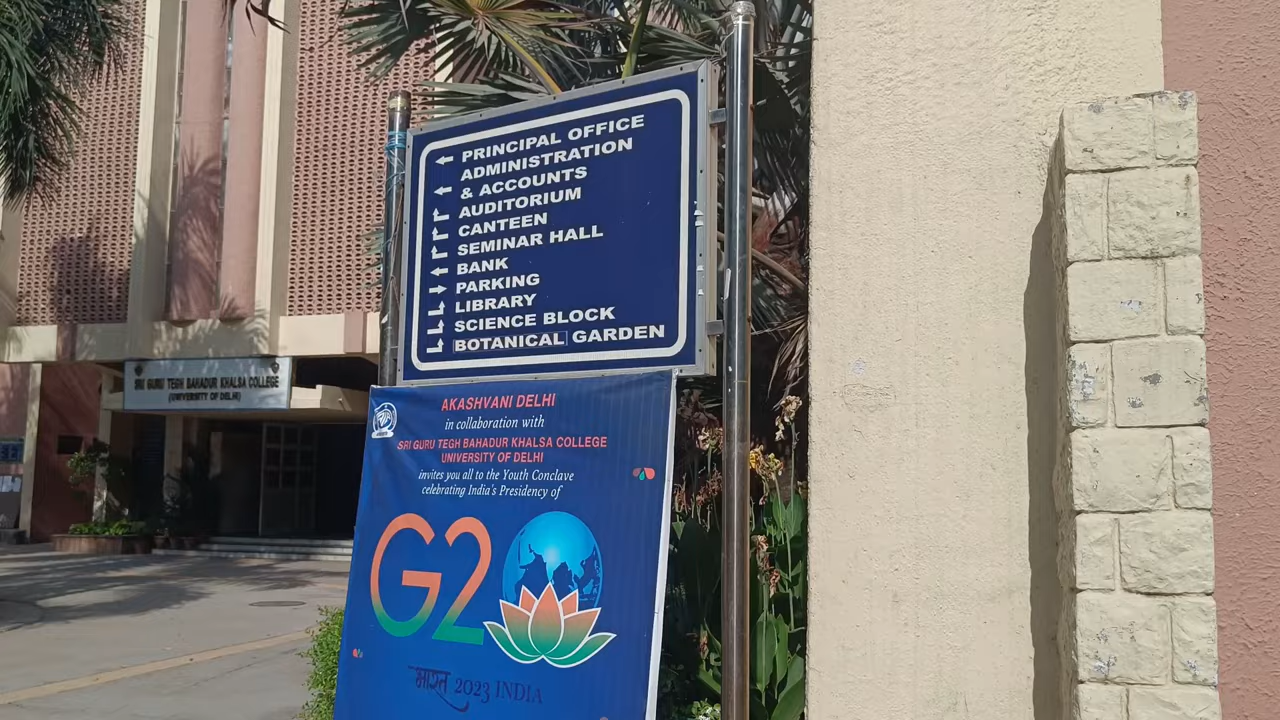 PRINCIPAL OFFICE
ADMINISTRATION
& ACCOUNTS
AUDITORIUM
CANTEEN
SEMINAR HALL
BANK
PARKING
LIBRARY
SCIENCE BLOCK
BOTANICAL GARDEN
SRI GURU TEGH BAHADUR KHALSA COLLEGE
(UNIVERSITY OF DELHI)
AKASHVANI DELHI
in collaboration with
SRI GURU TEGH BAHADUR KHALSA COLLEGE
UNIVERSITY OF DELHI
invites you all to the Youth Conclave
celebrating India's Presidency of
G20
भारत 2023 INDIA